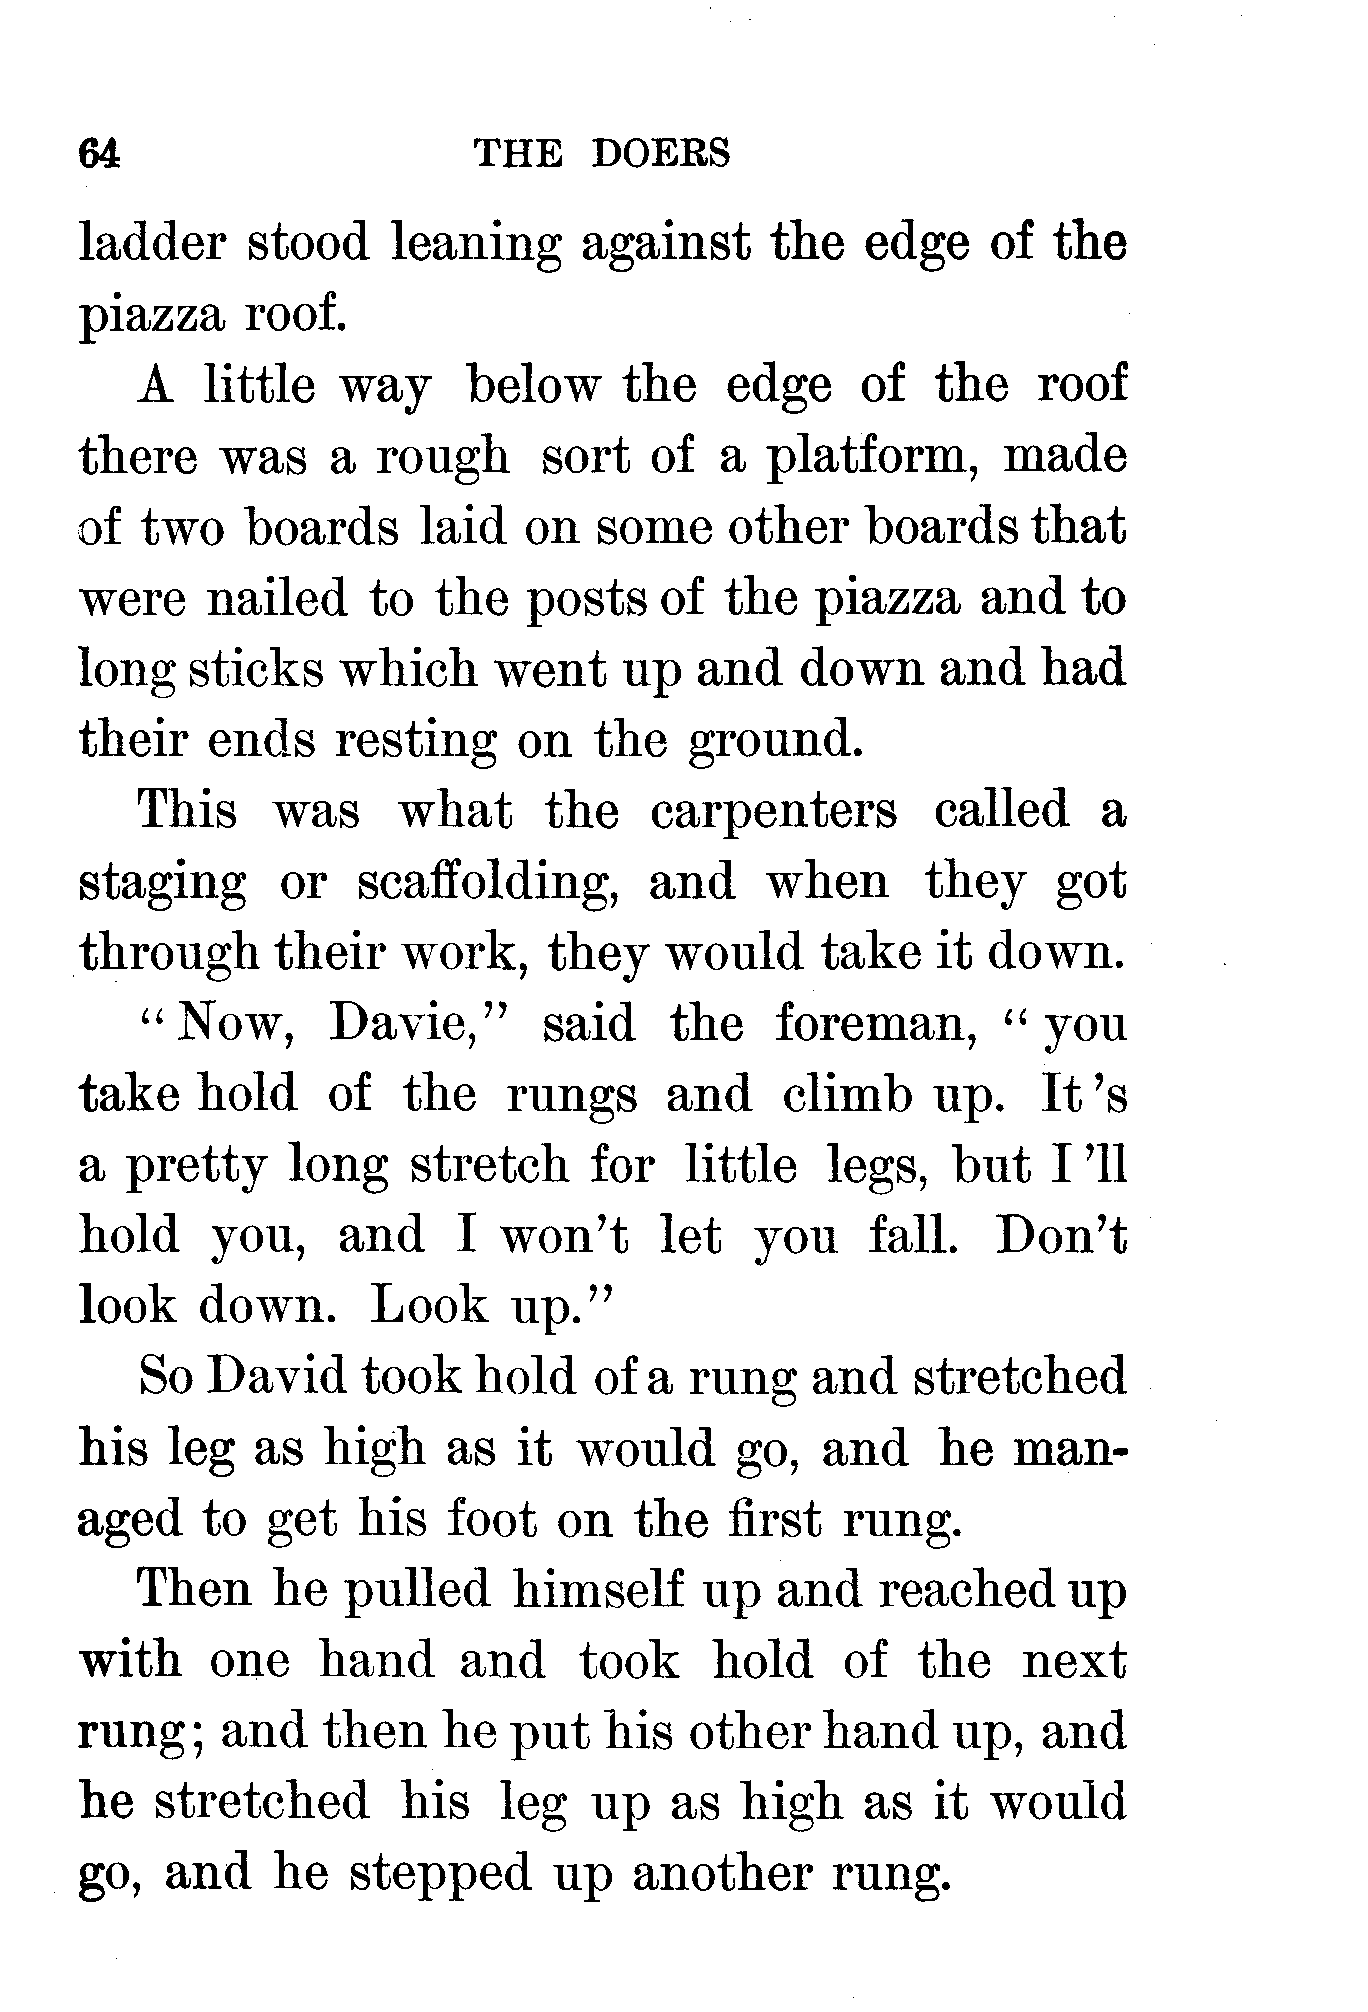 64 THE DOERS
ladder stood leaning against the edge of the
piazza roof.
A little way below the edge of the roof
there was a rough sort of a platform, made
of two boards laid on some other boards that
were nailed to the posts of the piazza and to
long sticks which went up and down and had
their ends resting on the ground.
This was what the carpenters called a
staging or scaffolding, and when they got
through their work, they would take it down.
“ Now, Davie,” said the foreman, “ you
take hold of the rungs and climb up. It ’s
a pretty long stretch for little legs, but I ’ll
hold you, and I won’t let you fall. Don’t
look down. Look up.”
So David took hold of a rung and stretched
his leg as high as it would go, and he man-
aged to get his foot on the first rung.
Then he pulled himself up and reached up
with one hand and took hold of the next
rung; and then he put his other hand up, and
he stretched his leg up as high as it would
go, and he stepped up another rung.